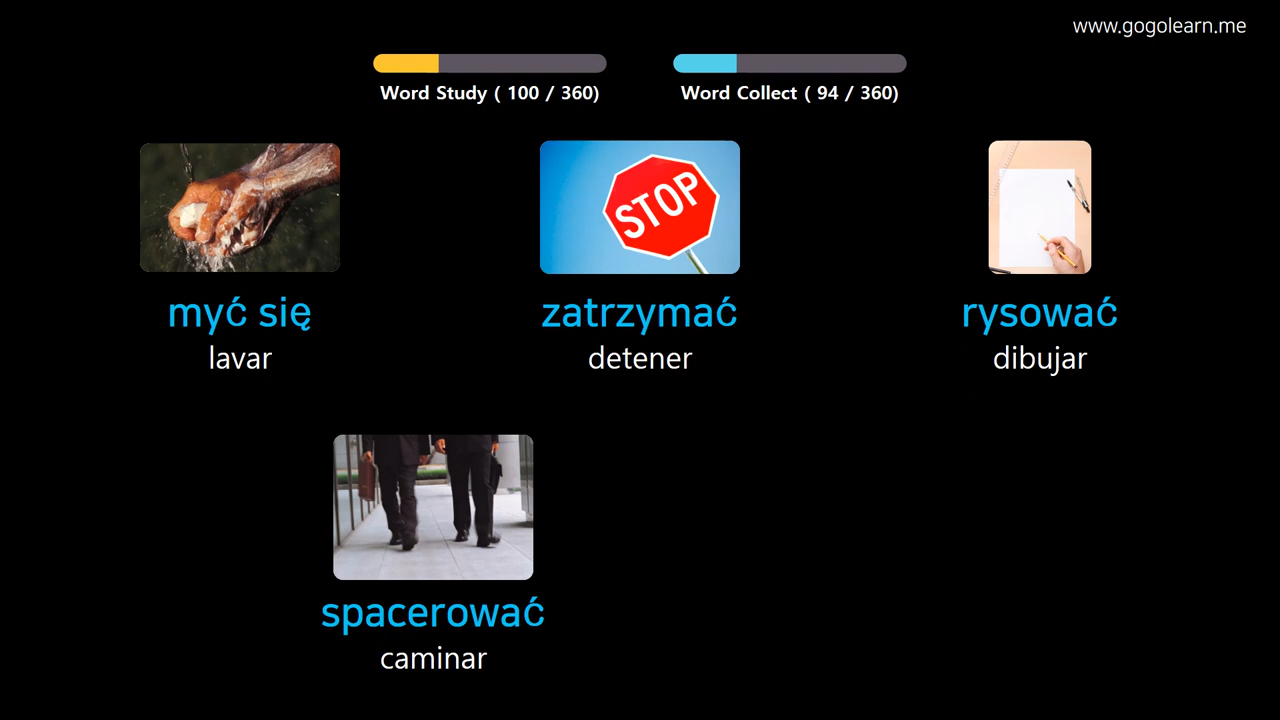 www.gogolearn.me
Word Study ( 100 / 360)
Word Collect ( 94 / 360)
STOP
myć się
zatrzymać
rysować
lavar
detener
dibujar
spacerować
caminar